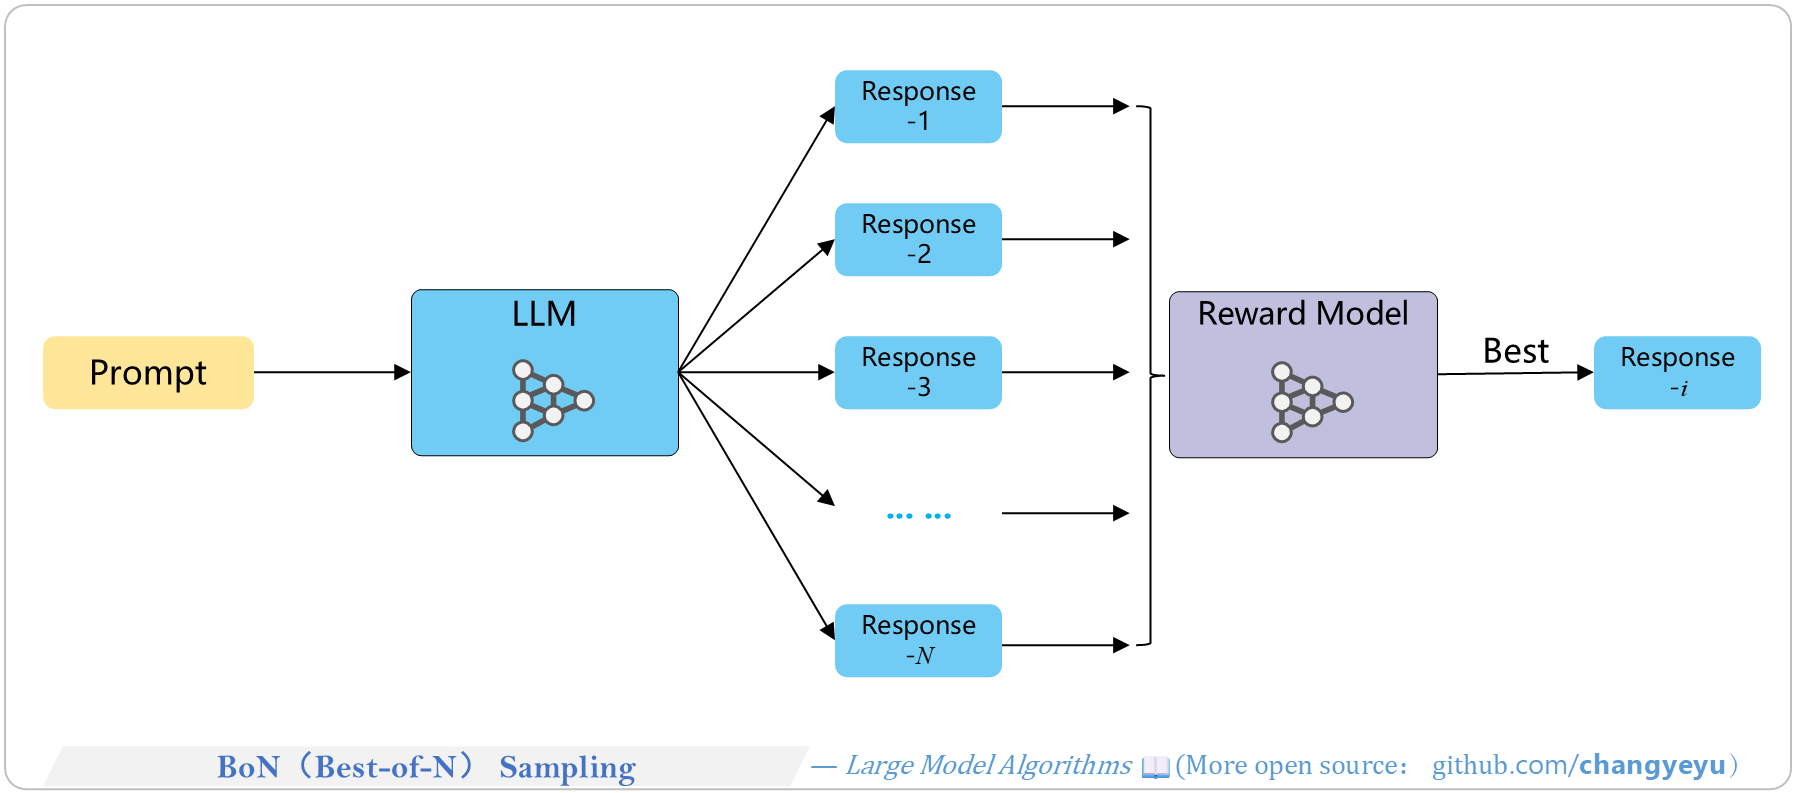 Prompt
LLM
Response
-1
Response
-2
Response
-3
... ...
Response
-N
Reward Model
Best
Response
-i
BoN（Best-of-N） Sampling
— Large Model Algorithms 📖(More open source： github.com/changyeyu)